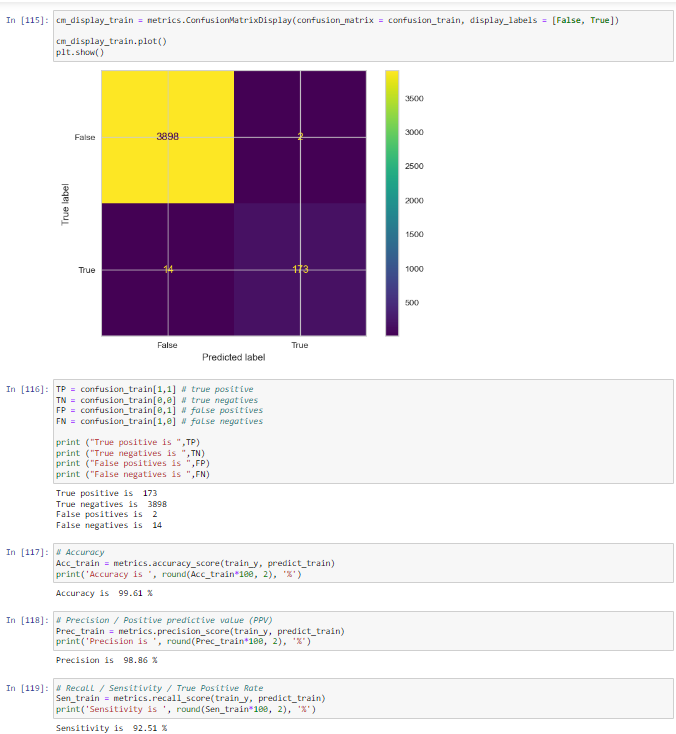 In [115]: cm_display_train = metrics.ConfusionMatrixDisplay(confusion_matrix = confusion_train, display_labels = [False, True])
cm_display_train.plot()
plt.show()
3500
False 3898 2
3000
2500
2000
True label
1500
True 14 173
1000
500
False True
Predicted label
In [116]: TP = confusion_train[1,1] # true positive
TN = confusion_train[0,0] # true negatives
FP = confusion_train[0,1] # false positives
FN = confusion_train[1,0] # false negatives
print ("True positive is ",TP)
print ("True negatives is ",TN)
print ("False positives is ",FP)
print ("False negatives is ",FN)
True positive is  173
True negatives is  3898
False positives is  2
False negatives is  14
In [117]: # Accuracy
Acc_train = metrics.accuracy_score(train_y, predict_train)
print('Accuracy is ', round(Acc_train*100, 2), '%')
Accuracy is  99.61 %
In [118]: # Precision / Positive predictive value (PPV)
Prec_train = metrics.precision_score(train_y, predict_train)
print('Precision is ', round(Prec_train*100, 2), '%')
Precision is  98.86 %
In [119]: # Recall / Sensitivity / True Positive Rate
Sen_train = metrics.recall_score(train_y, predict_train)
print('Sensitivity is ', round(Sen_train*100, 2), '%')
Sensitivity is  92.51 %